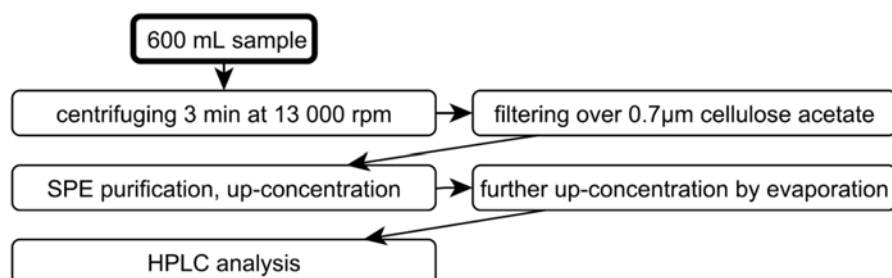 600 mL sample
centrifuging 3 min at 13 000 rpm
filtering over 0.7µm cellulose acetate
SPE purification, up-concentration
further up-concentration by evaporation
HPLC analysis